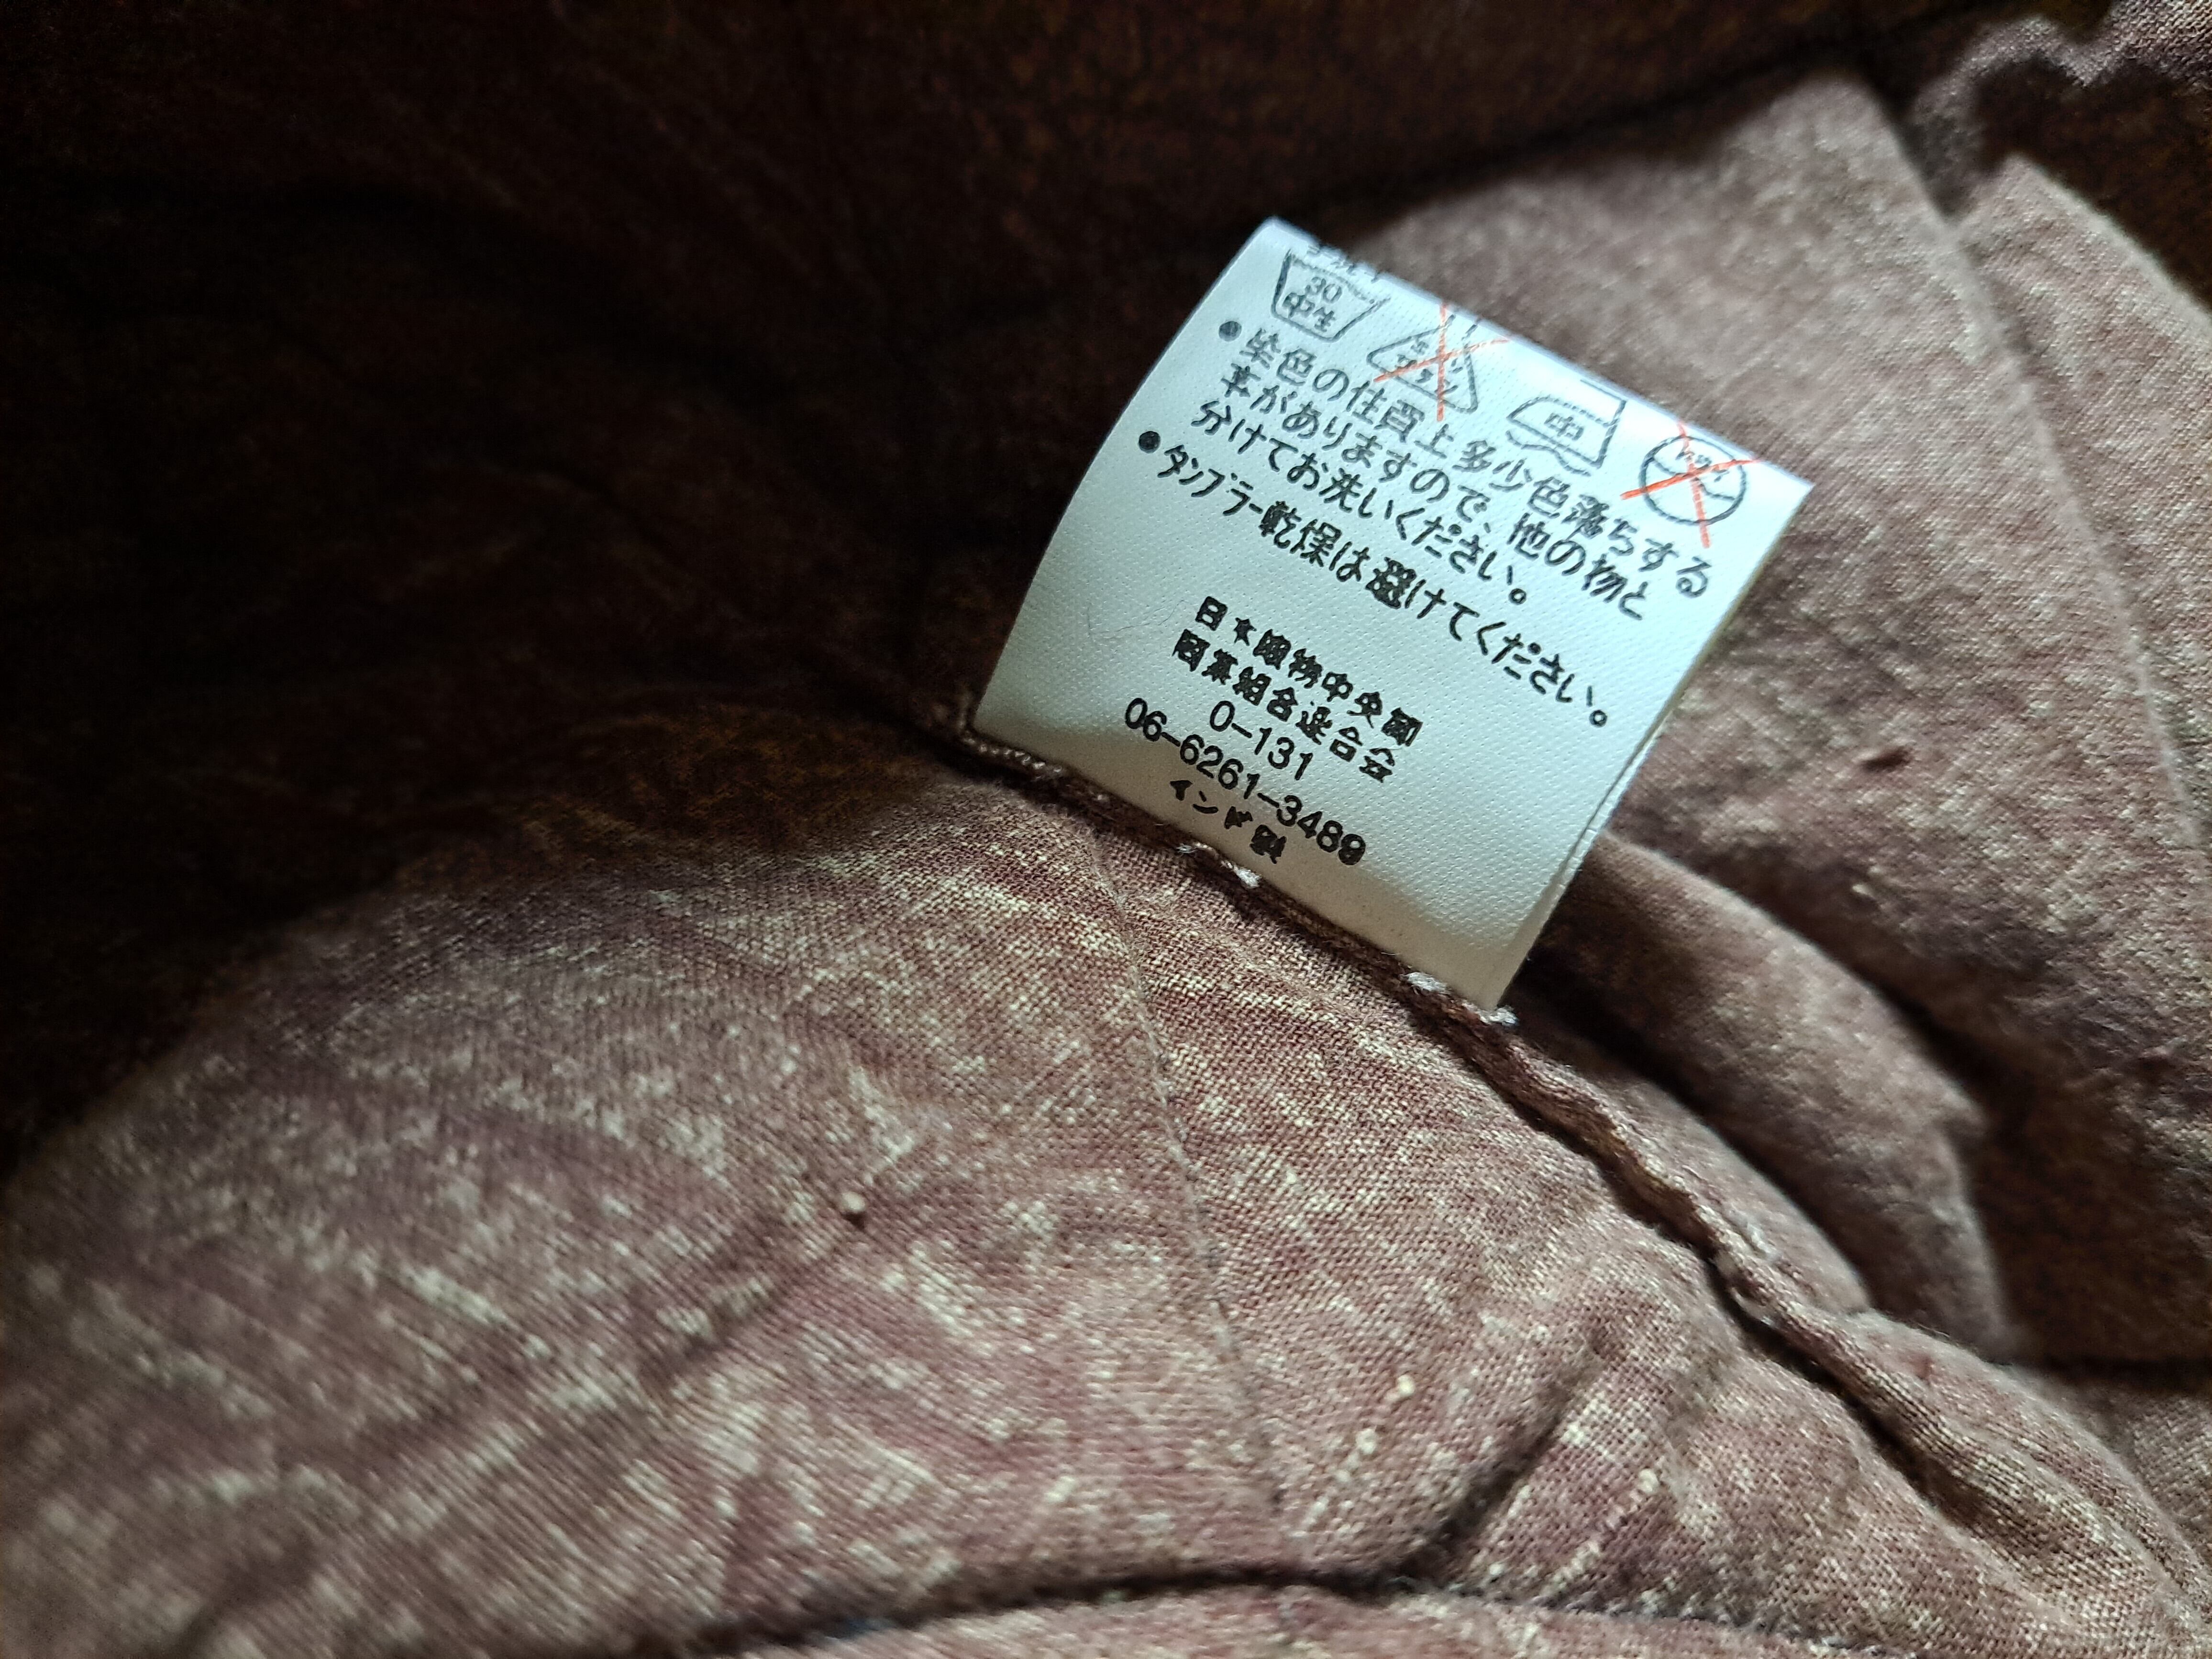 30
中性
中
● 染色の性質上多少色落ちする
事がありますので、他の物と
分けてお洗いください。
● タンブラー乾燥は避けてください。
日本織物中央卸
商業組合連合会
0-131
06-6261-3489
インド製